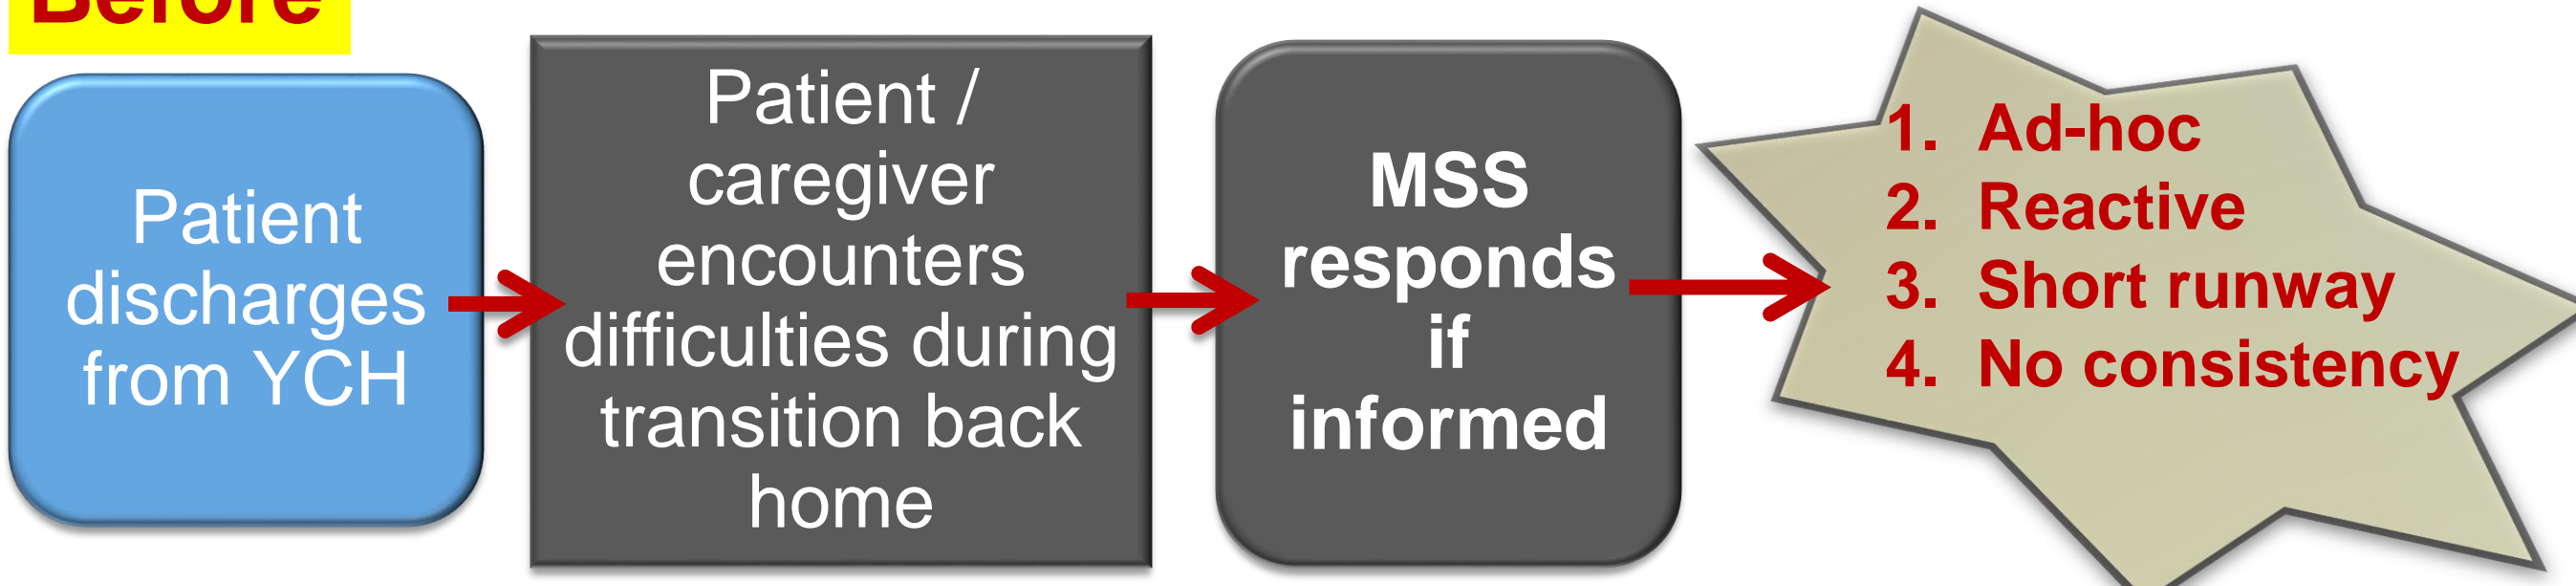 Before
Patient
discharges
from YCH
Patient /
caregiver
encounters
difficulties during
transition back
home
MSS
responds
if
informed
1. Ad-hoc
2. Reactive
3. Short runway
4. No consistency